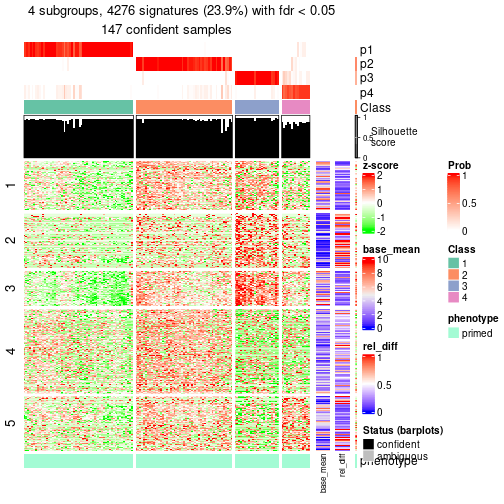 4 subgroups, 4276 signatures (23.9%) with fdr < 0.05
147 confident samples
p1
p2
p3
p4
Class
1
0.5
0
Silhouette
score
1
2
3
4
5
z-score
2
1
0
-1
-2
base_mean
10
8
6
4
2
0
rel_diff
1
0.5
0
Status (barplots)
confident
ambiguous
Prob
1
0.5
0
Class
1
2
3
4
phenotype
primed
phenotype
base_mean
rel_diff